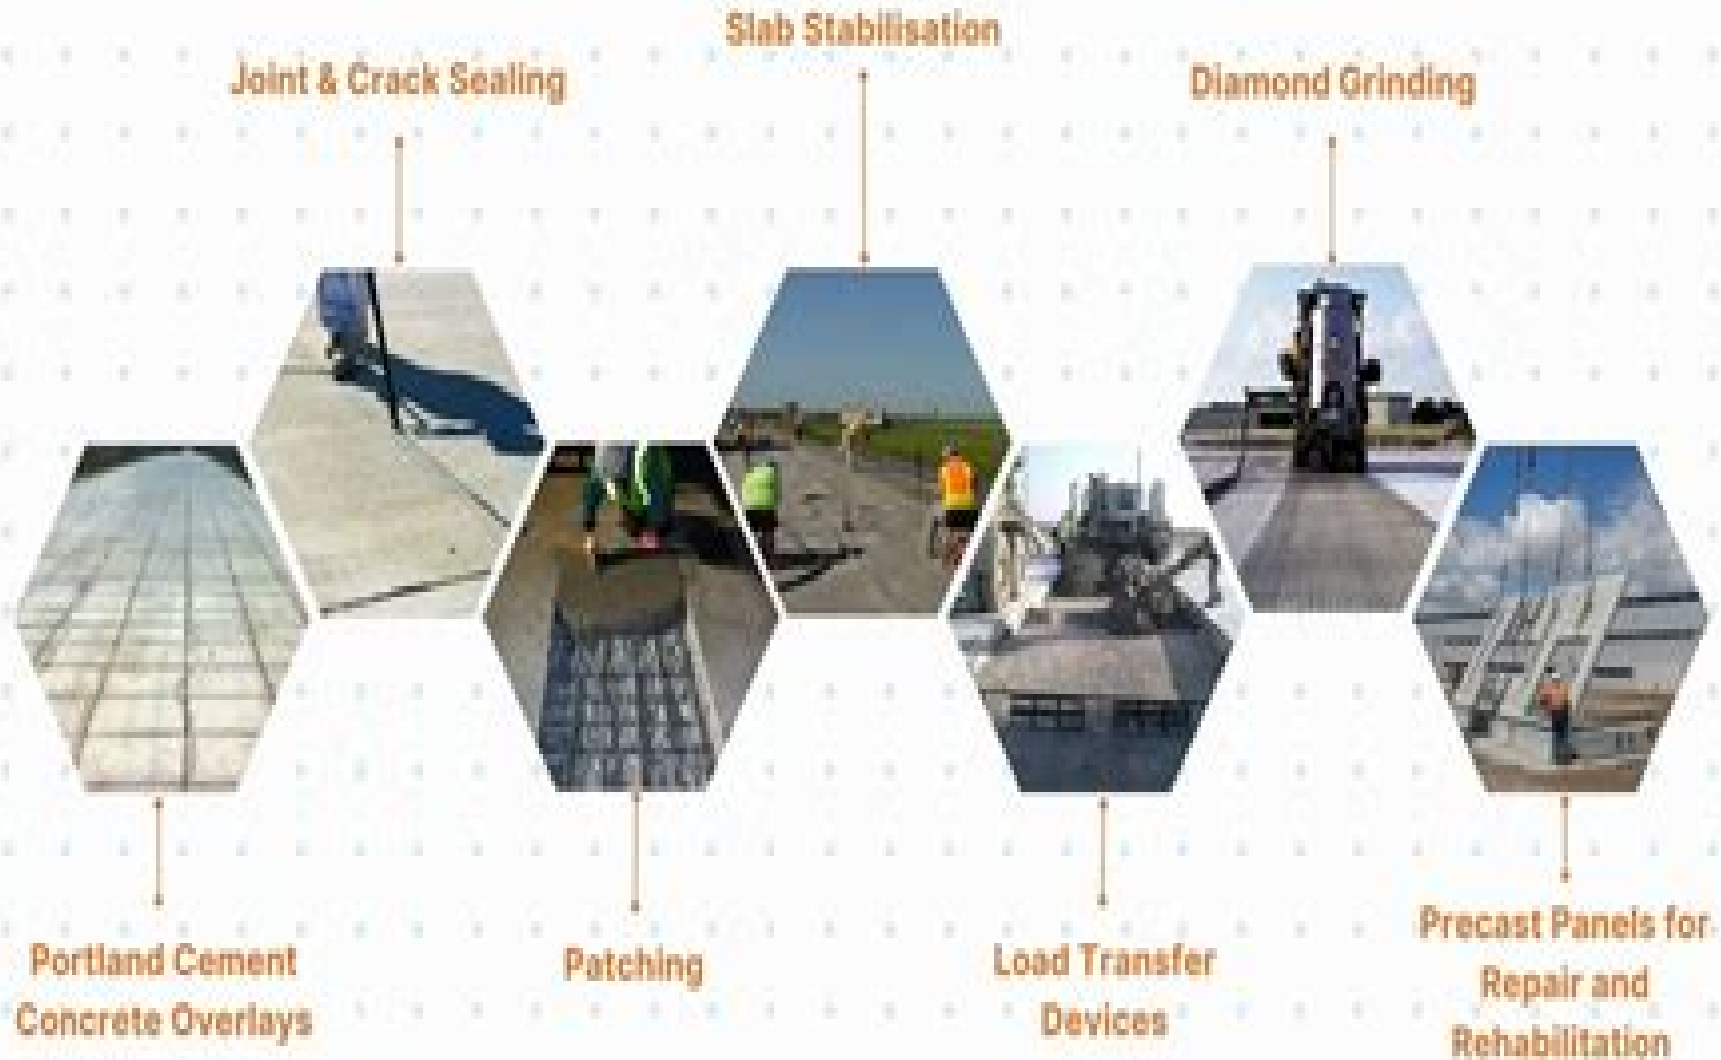 Slab Stabilisation
Joint & Crack Sealing
Diamond Grinding
Portland Cement
Concrete Overlays
Patching
Load Transfer
Devices
Precast Panels for
Repair and
Rehabilitation